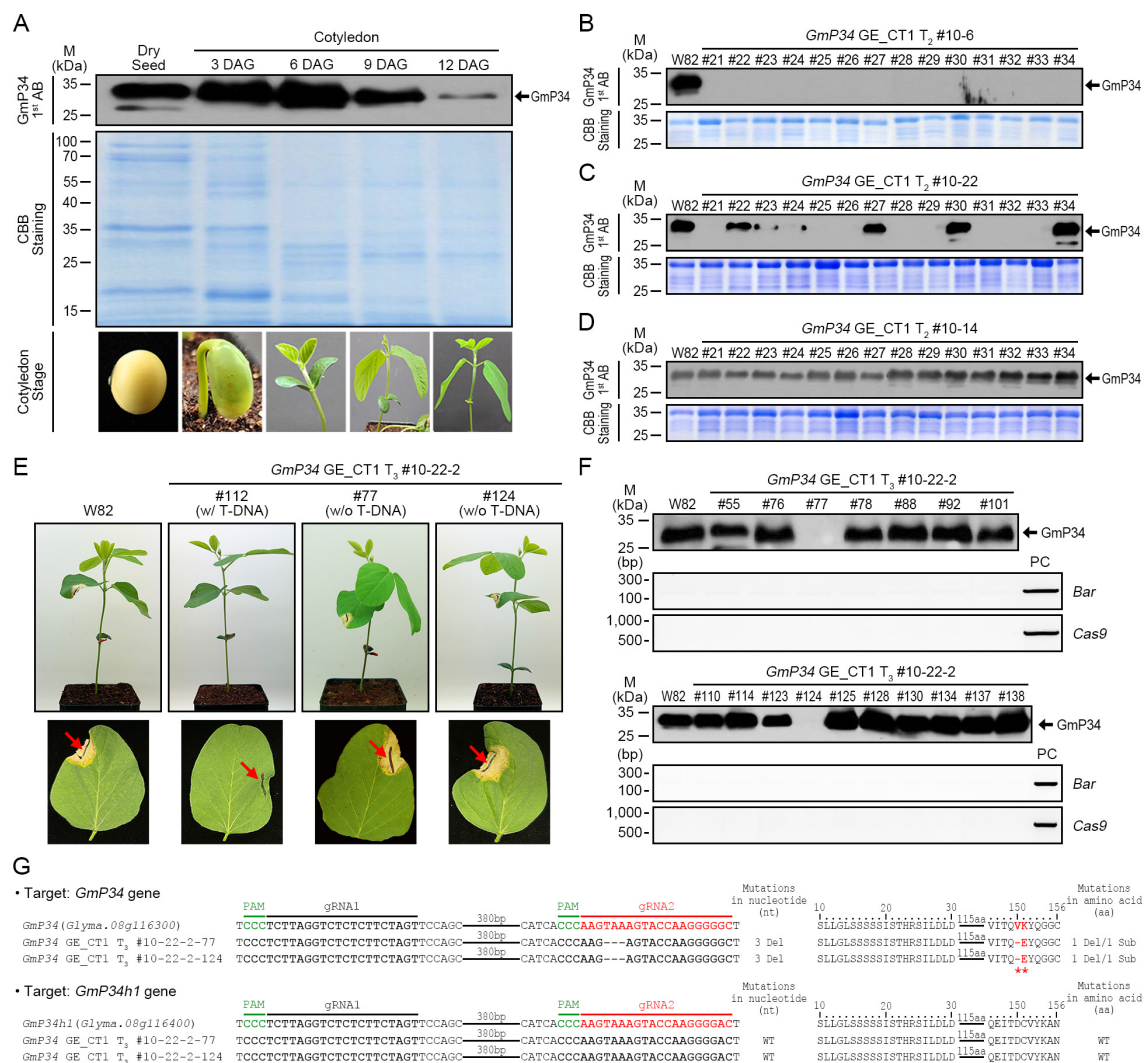 A
Cotyledon
M (kDa)
Dry Seed
3 DAG 6 DAG 9 DAG 12 DAG
GmP34 1st AB
35
25
GmP34
CBB Staining
100
70
55
40
35
25
15
Cotyledon Stage
B
GmP34 GE_CT1 T2 #10-6
M (kDa)
W82 #21 #22 #23 #24 #25 #26 #27 #28 #29 #30 #31 #32 #33 #34
GmP34 1st AB
35
25
GmP34
CBB Staining
35
25
C
GmP34 GE_CT1 T2 #10-22
M (kDa)
W82 #21 #22 #23 #24 #25 #26 #27 #28 #29 #30 #31 #32 #33 #34
GmP34 1st AB
35
25
GmP34
CBB Staining
35
25
D
GmP34 GE_CT1 T2 #10-14
M (kDa)
W82 #21 #22 #23 #24 #25 #26 #27 #28 #29 #30 #31 #32 #33 #34
GmP34 1st AB
35
25
GmP34
CBB Staining
35
25
E
GmP34 GE_CT1 T3 #10-22-2
W82
#112 (w/ T-DNA)
#77 (w/o T-DNA)
#124 (w/o T-DNA)
F
GmP34 GE_CT1 T3 #10-22-2
M (kDa)
W82 #55 #76 #77 #78 #88 #92 #101
35
25
GmP34
(bp)
PC
300
100
Bar
1,000
500
Cas9
GmP34 GE_CT1 T3 #10-22-2
M (kDa)
W82 #110 #114 #123 #124 #125 #128 #130 #134 #137 #138
35
25
GmP34
(bp)
PC
300
100
Bar
1,000
500
Cas9
G
• Target: GmP34 gene
PAM gRNA1 380bp PAM gRNA2 Mutations in nucleotide (nt) 10 20 30 115aa 150 156 Mutations in amino acid (aa)
GmP34(Glyma.08g116300) TCCCTCTTAGGTCTCTCTTCTAGTTCCAGC CATCACCCAAGTAAAGTACCAAGGGGGCT SLLGLSSSSSISTHRSILDLD VITQVKYQGGC
GmP34 GE_CT1 T3 #10-22-2-77 TCCCTCTTAGGTCTCTCTTCTAGTTCCAGC 380bp CATCACCCAAG---AGTACCAAGGGGGCT 3 Del SLLGLSSSSSISTHRSILDLD 115aa VITQ-EYQGGC 1 Del/1 Sub
GmP34 GE_CT1 T3 #10-22-2-124 TCCCTCTTAGGTCTCTCTTCTAGTTCCAGC 380bp CATCACCCAAG---AGTACCAAGGGGGCT 3 Del SLLGLSSSSSISTHRSILDLD 115aa VITQ-EYQGGC 1 Del/1 Sub
**
• Target: GmP34h1 gene
PAM gRNA1 380bp PAM gRNA2 Mutations in nucleotide (nt) 10 20 30 115aa 150 156 Mutations in amino acid (aa)
GmP34h1(Glyma.08g116400) TCCCTCTTAGGTCTCTCTTCTAGTTCCAGC CATCACCCAAGTAAAGTACCAAGGGGACT SLLGLSSSSSISTHRSILDLD QEITDCVYKAN
GmP34 GE_CT1 T3 #10-22-2-77 TCCCTCTTAGGTCTCTCTTCTAGTTCCAGC 380bp CATCACCCAAGTAAAGTACCAAGGGGACT WT SLLGLSSSSSISTHRSILDLD 115aa QEITTDCVYKAN WT
GmP34 GE CT1 T3 #10-22-2-124 TCCCTCTTAGGTCTCTCTTCTAGTTCCAGC 380bp CATCACCCAAGTAAAGTACCAAGGGGACT WT SLLGLSSSSSISTHRSILDLD 115aa QEITTDCVYKAN WT